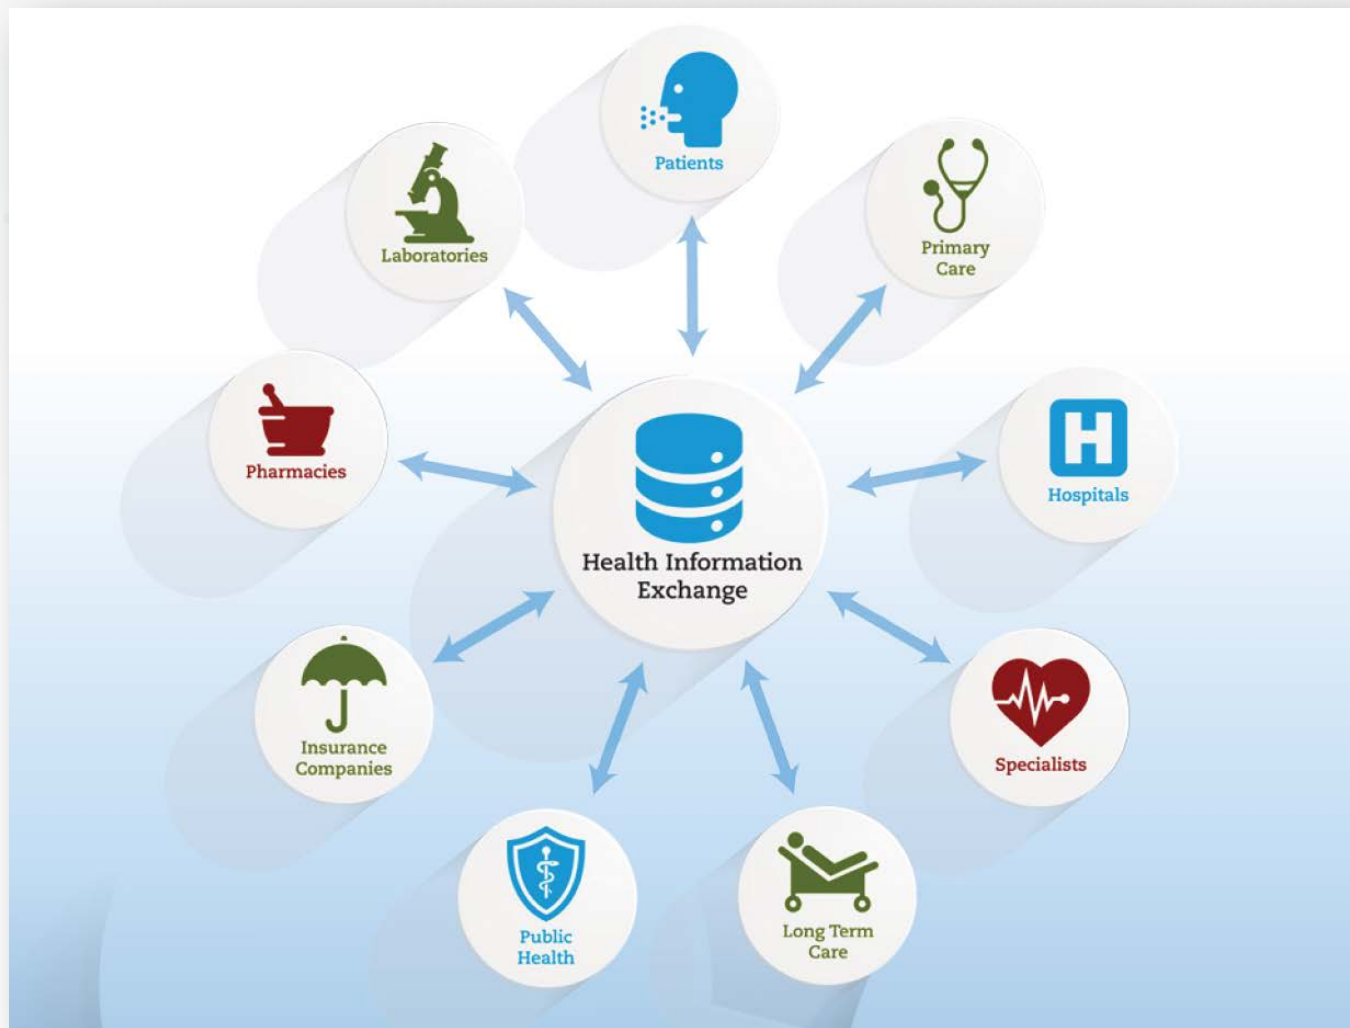 Patients
Primary
Care
Laboratories
Pharmacies
H
Hospitals
Health Information
Exchange
Insurance
Companies
Specialists
Public
Health
Long Term
Care